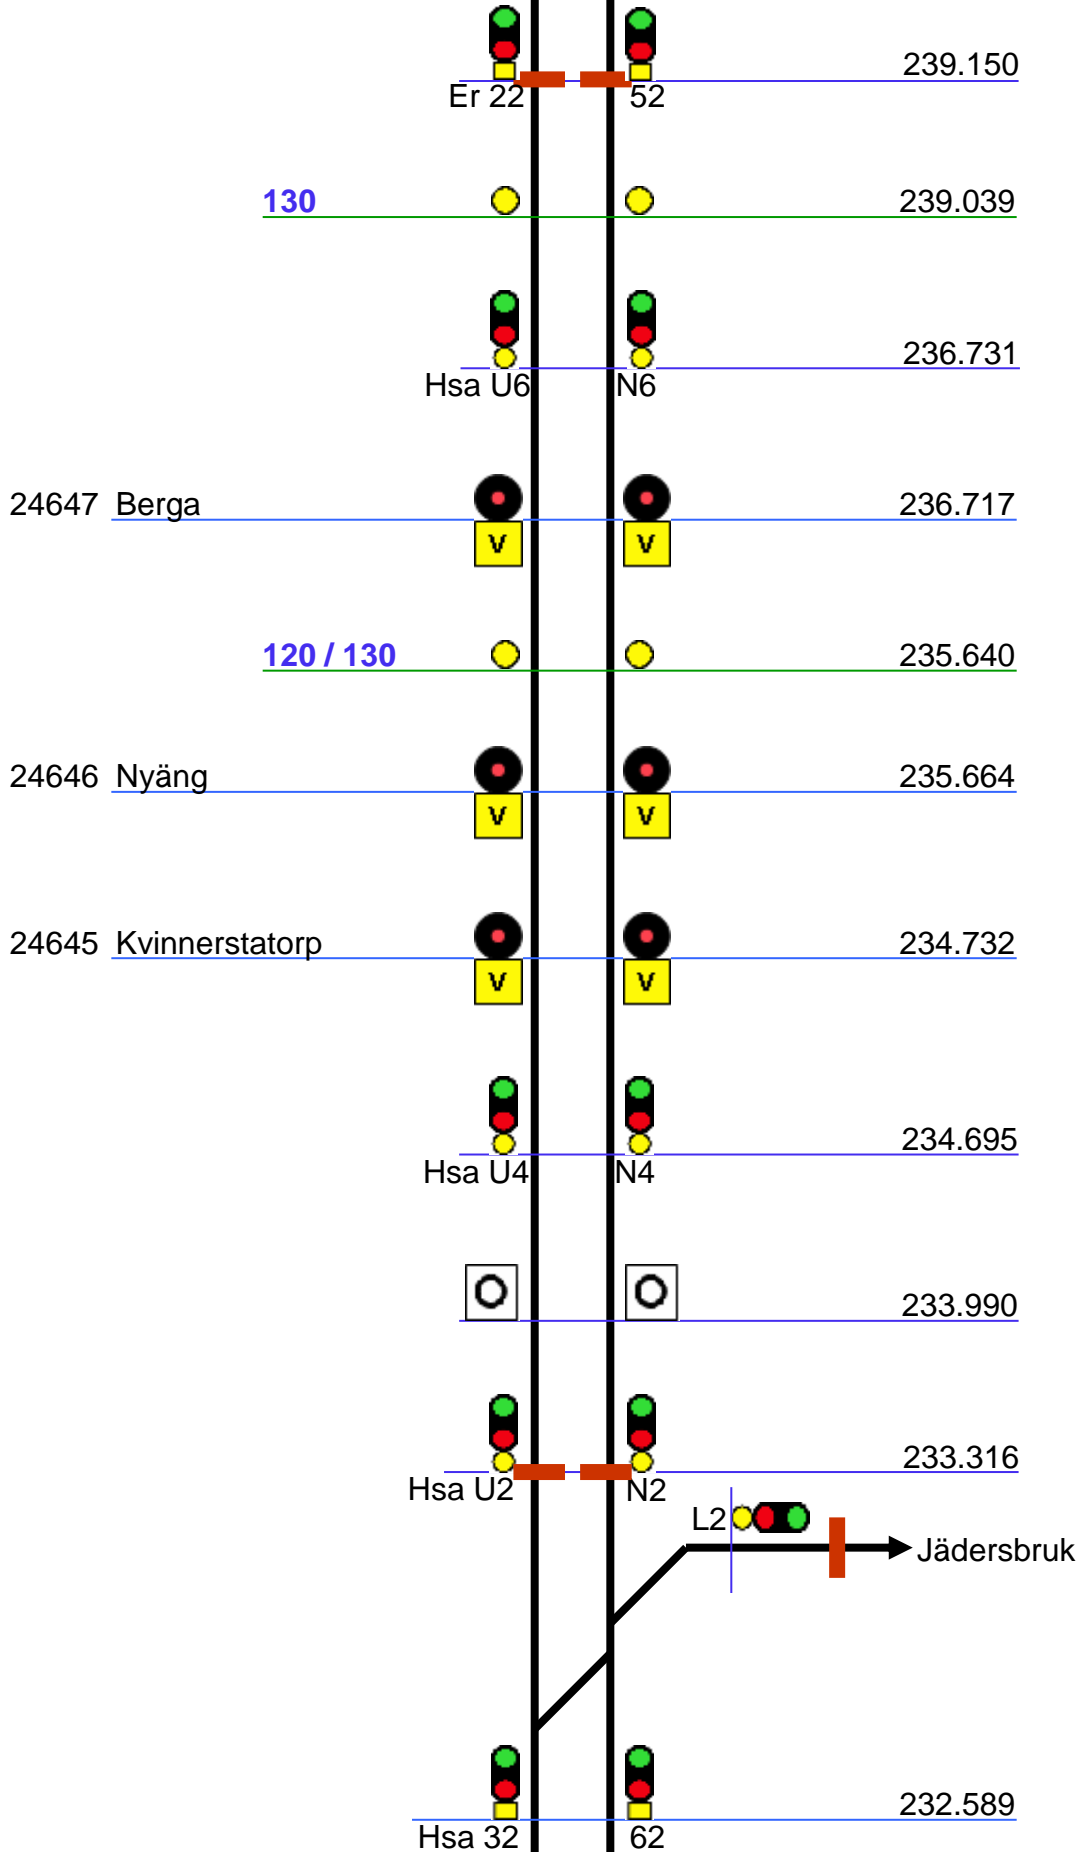 239.150
Er 22 52
130 239.039
236.731
Hsa U6 N6
24647 Berga 236.717
V V
120 / 130 235.640
24646 Nyäng 235.664
V V
24645 Kvinnerstatorp 234.732
V V
234.695
Hsa U4 N4
233.990
233.316
Hsa U2 N2
L2
Jädersbruk
232.589
Hsa 32 62